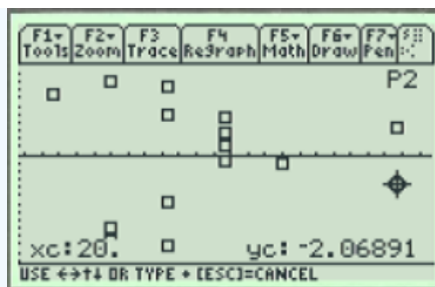 F1▾ F2▾ F3 F4 F5▾ F6▾ F7▾
Tools Zoom Trace Regraph Math Draw Pen
P2
xc:20. yc:-2.06891
USE ←→↑↓ OR TYPE + [ESC]=CANCEL